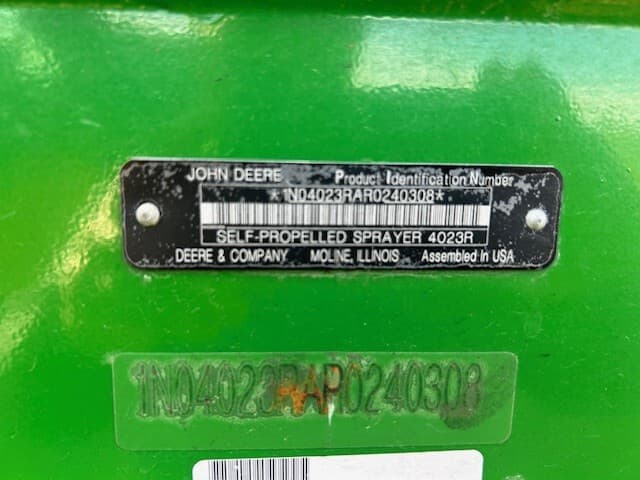 JOHN DEERE Product Identification Number
*1N04023RAR0240308*
SELF-PROPELLED SPRAYER 4023R
DEERE & COMPANY MOLINE, ILLINOIS Assembled In USA
1N04023RAR0240308